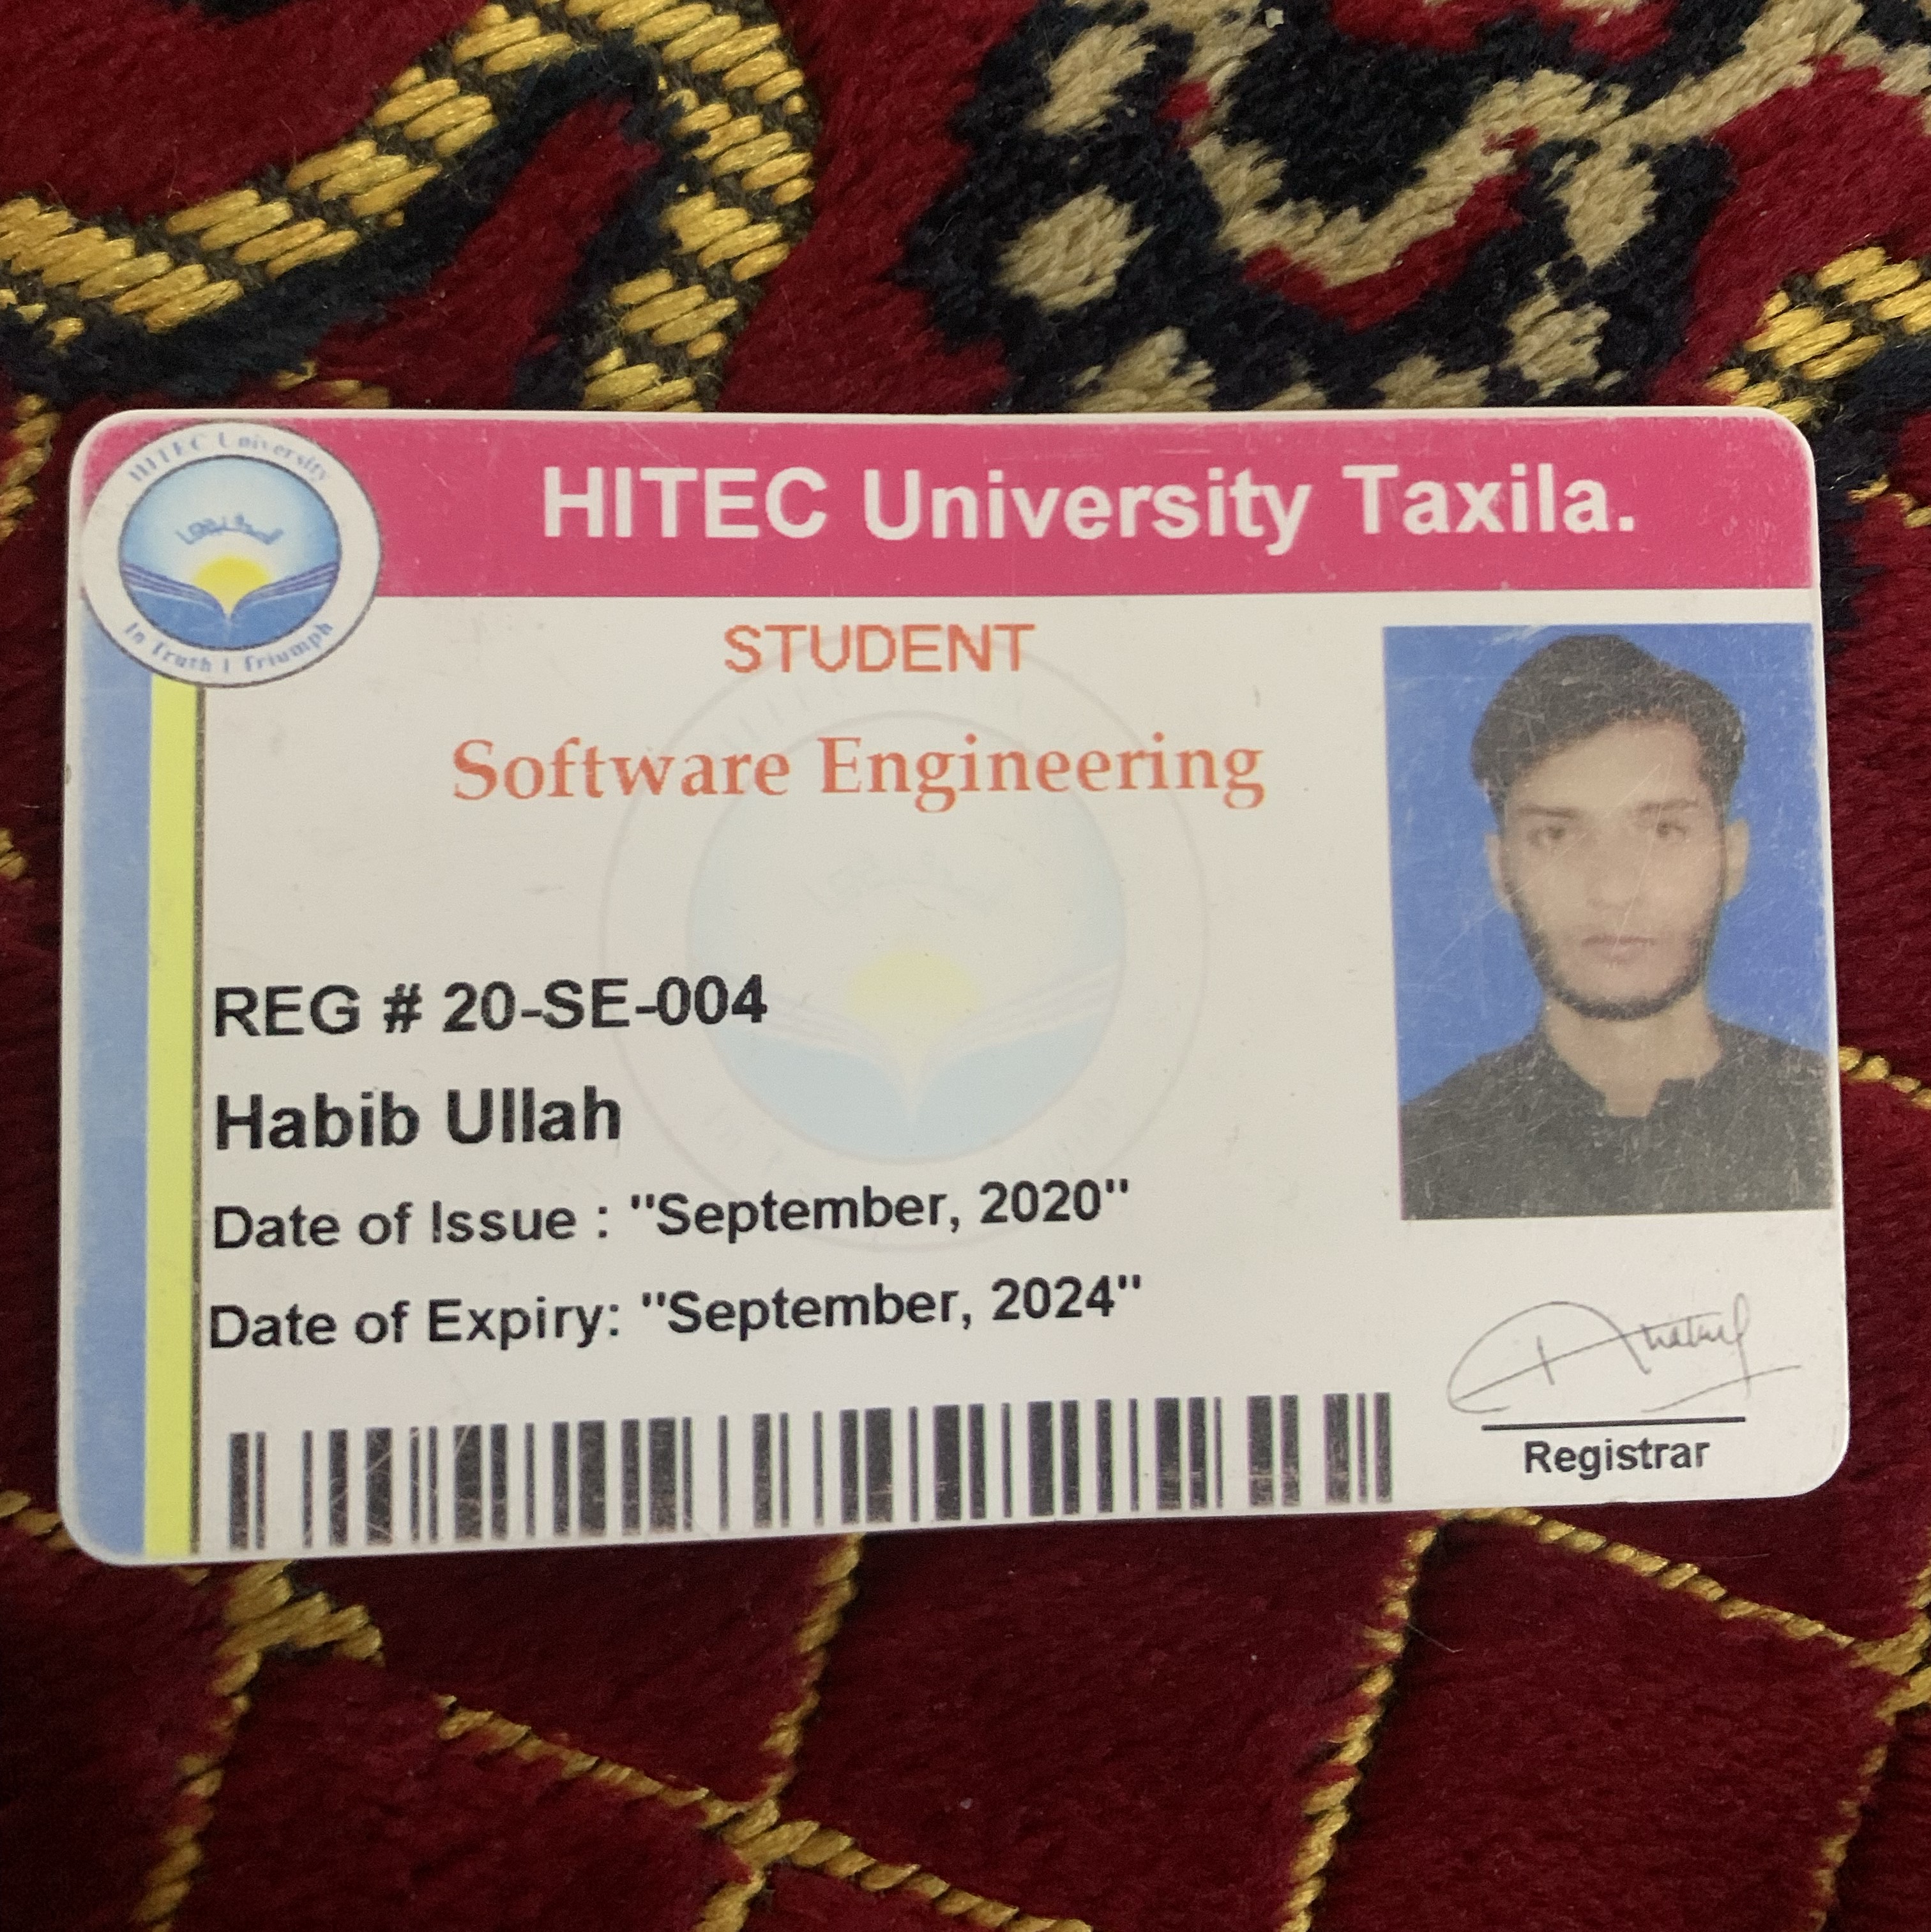 HITEC University
In Truth I Triumph
HITEC University Taxila.
STUDENT
Software Engineering
REG # 20-SE-004
Habib Ullah
Date of Issue : "September, 2020"
Date of Expiry: "September, 2024"
Registrar